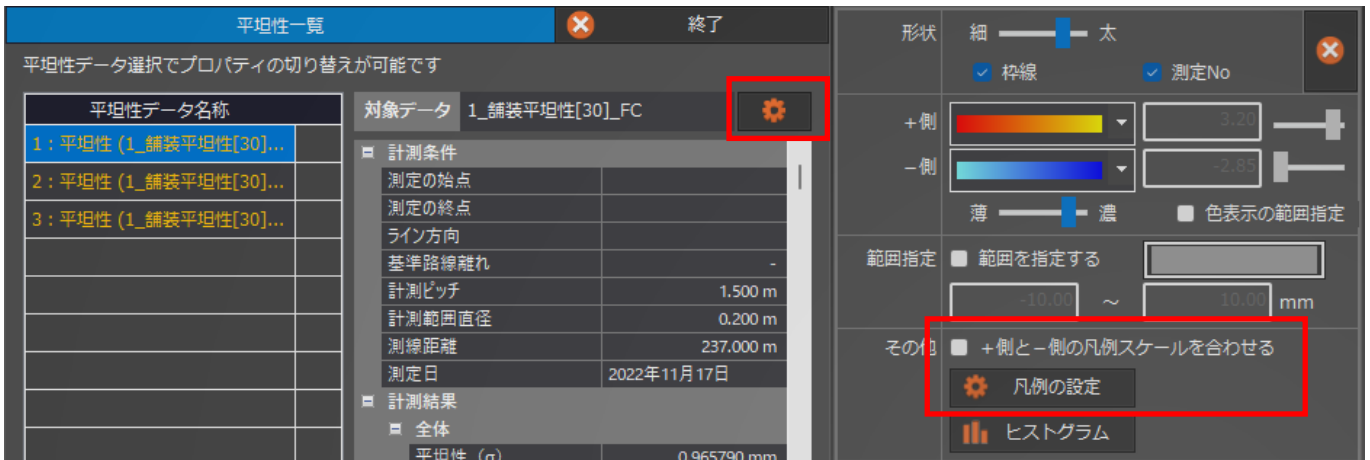 平坦性一覧
終了
平坦性データ選択でプロパティの切り替えが可能です
平坦性データ名称
1：平坦性 (1_舗装平坦性[30]...
2：平坦性 (1_舗装平坦性[30]...
3：平坦性 (1_舗装平坦性[30]...
対象データ 1_舗装平坦性[30]_FC
計測条件
測定の始点
測定の終点
ライン方向
基準路線離れ -
計測ピッチ 1.500 m
計測範囲直径 0.200 m
測線距離 237.000 m
測定日 2022年11月17日
計測結果
全体
平坦性（σ） 0.965790 mm
形状 細 太
枠線 測定No
＋側 3.20
－側 -2.85
薄 濃 色表示の範囲指定
範囲指定 範囲を指定する
-10.00 ～ 10.00 mm
その他 ＋側と－側の凡例スケールを合わせる
凡例の設定
ヒストグラム